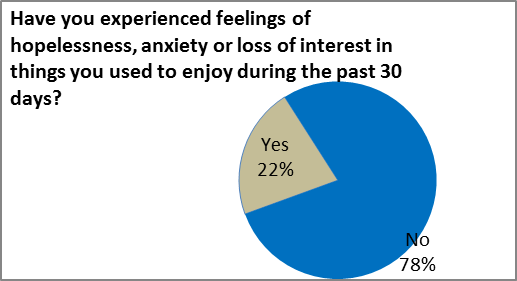 Have you experienced feelings of
hopelessness, anxiety or loss of interest in
things you used to enjoy during the past 30
days?
Yes
22%
No
78%